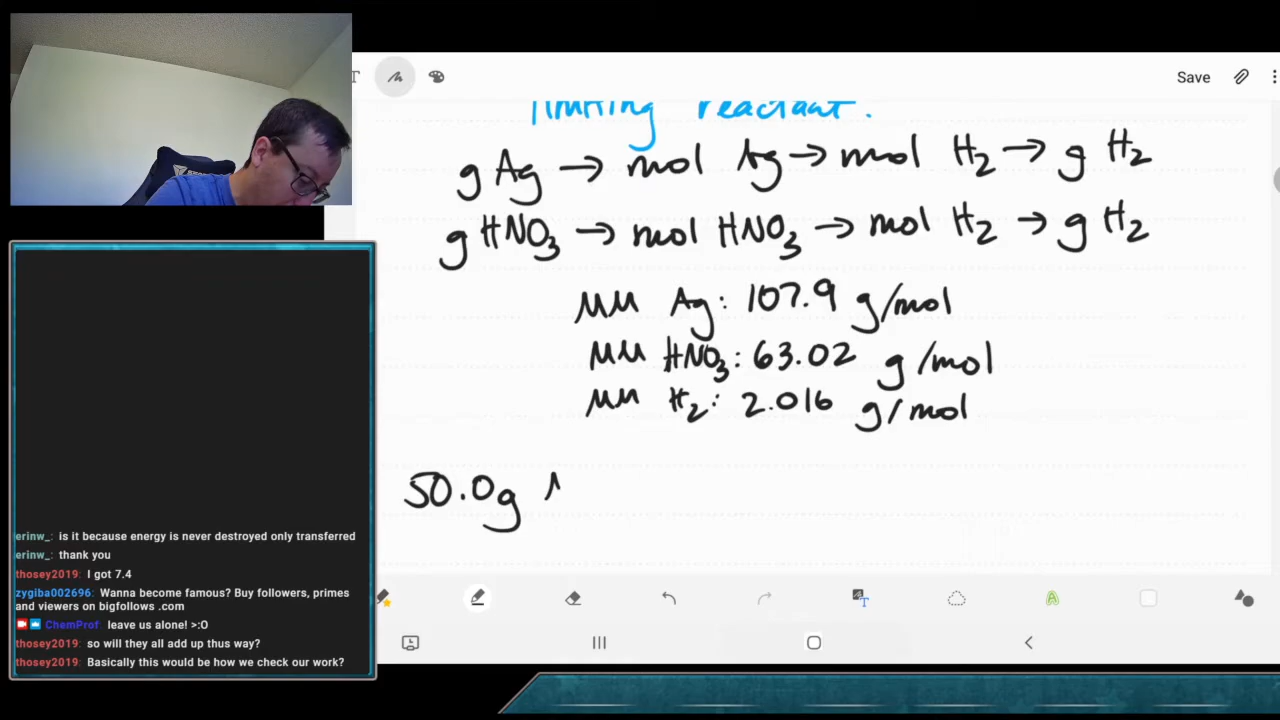 Save
limiting reactant.
g Ag → mol Ag → mol H₂ → g H₂
g HNO₃ → mol HNO₃ → mol H₂ → g H₂
MM Ag: 107.9 g/mol
MM HNO₃: 63.02 g/mol
MM H₂: 2.016 g/mol
50.0g
erinw_: is it because energy is never destroyed only transferred
erinw_: thank you
thosey2019: I got 7.4
zygiba002696: Wanna become famous? Buy followers, primes
and viewers on bigfollows .com
ChemProf: leave us alone! >:O
thosey2019: so will they all add up thus way?
thosey2019: Basically this would be how we check our work?